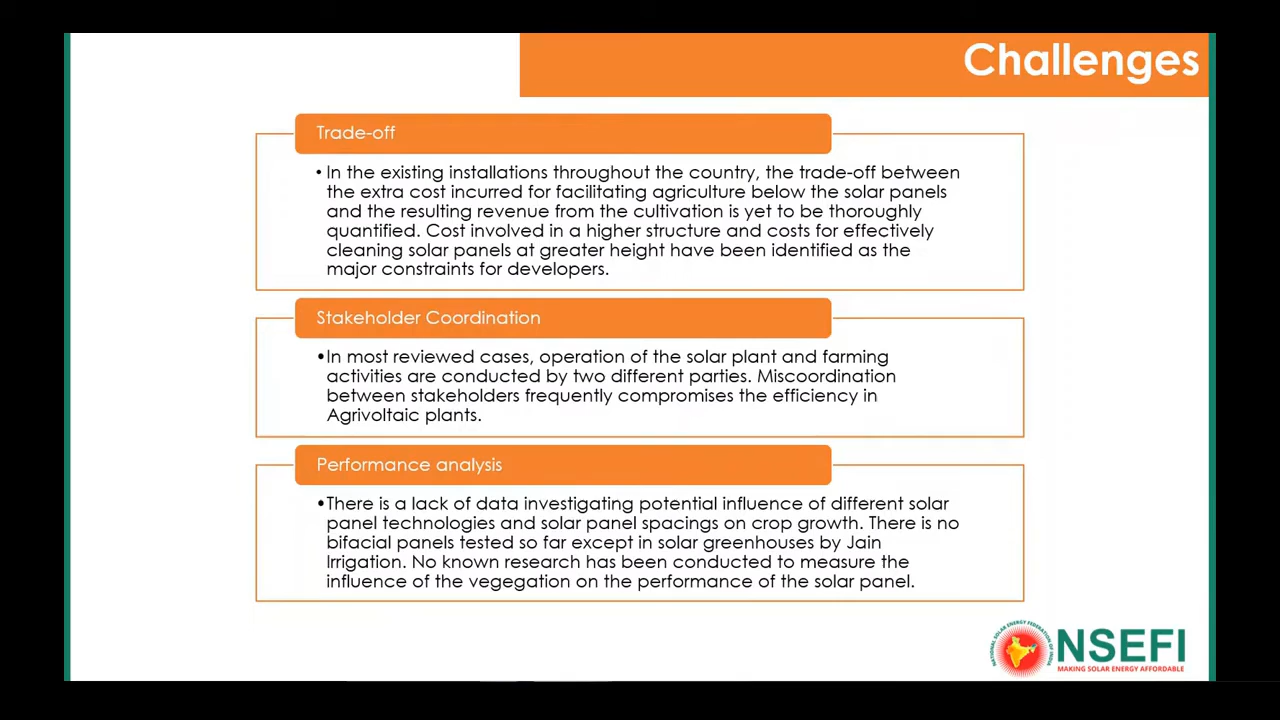 Challenges
Trade-off
• In the existing installations throughout the country, the trade-off between
the extra cost incurred for facilitating agriculture below the solar panels
and the resulting revenue from the cultivation is yet to be thoroughly
quantified. Cost involved in a higher structure and costs for effectively
cleaning solar panels at greater height have been identified as the
major constraints for developers.
Stakeholder Coordination
•In most reviewed cases, operation of the solar plant and farming
activities are conducted by two different parties. Miscoordination
between stakeholders frequently compromises the efficiency in
Agrivoltaic plants.
Performance analysis
•There is a lack of data investigating potential influence of different solar
panel technologies and solar panel spacings on crop growth. There is no
bifacial panels tested so far except in solar greenhouses by Jain
Irrigation. No known research has been conducted to measure the
influence of the vegegation on the performance of the solar panel.
NATIONAL SOLAR ENERGY FEDERATION OF INDIA
NSEFI
MAKING SOLAR ENERGY AFFORDABLE